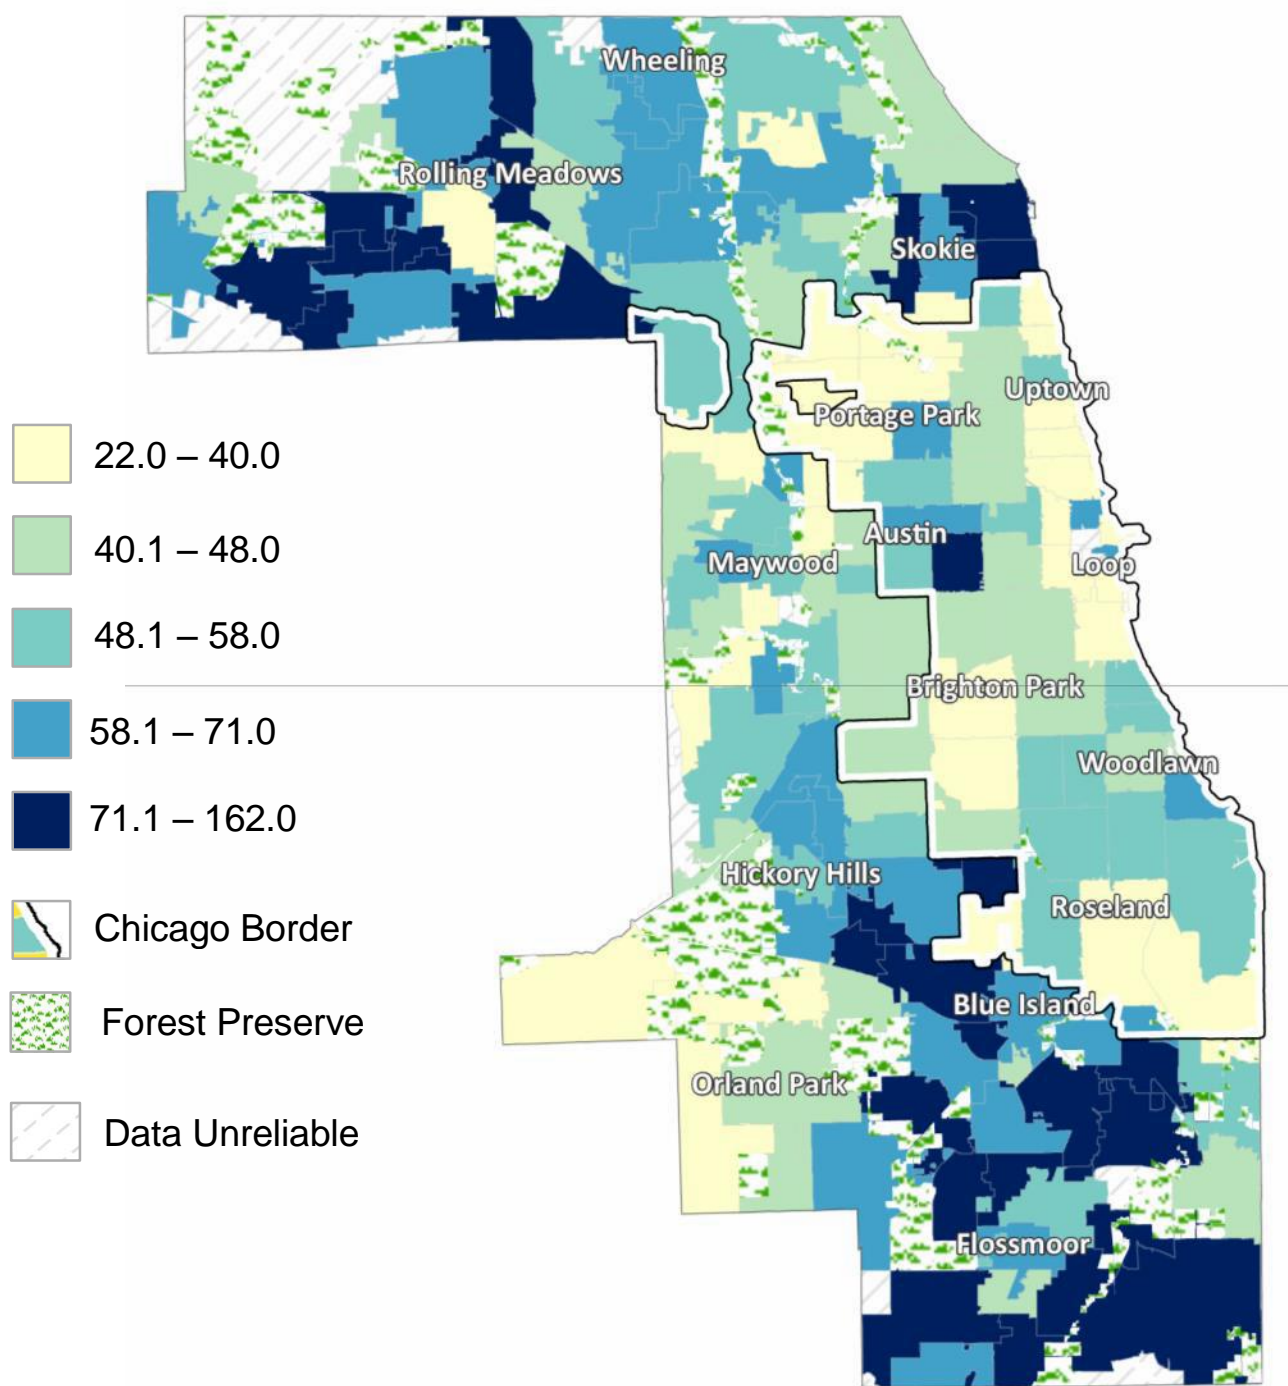 Wheeling
Rolling Meadows
Skokie
Uptown
Portage Park
22.0 – 40.0
Austin
40.1 – 48.0
Maywood
Loop
48.1 – 58.0
Brighton Park
58.1 – 71.0
Woodlawn
71.1 – 162.0
Hickory Hills
Roseland
Chicago Border
Blue Island
Forest Preserve
Orland Park
Data Unreliable
Flossmoor